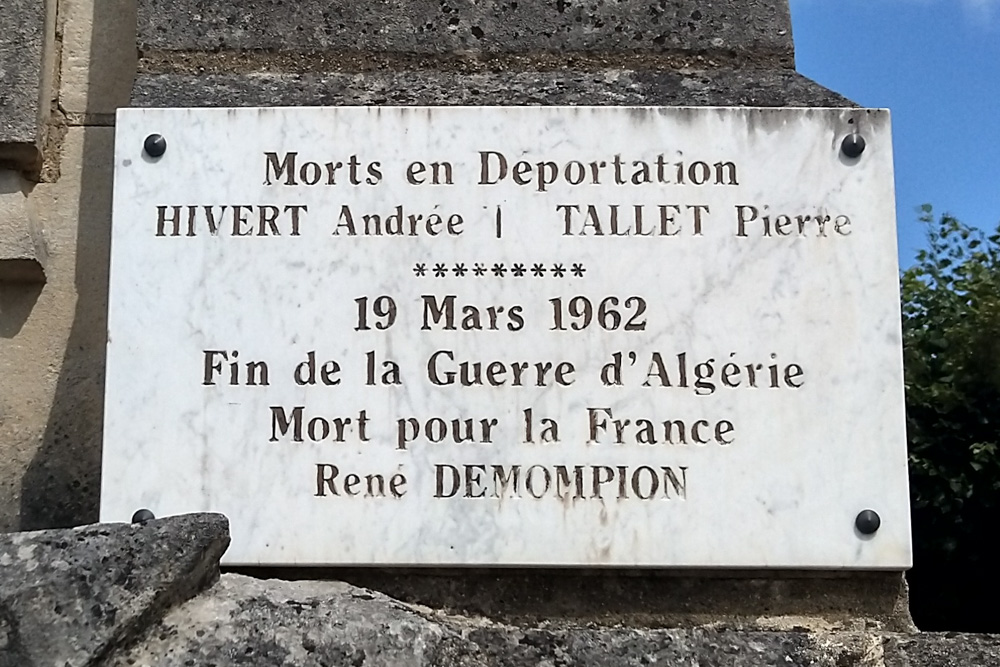 Morts en Déportation
HIVERT Andrée | TALLET Pierre
*********
19 Mars 1962
Fin de la Guerre d'Algérie
Mort pour la France
René DEMOMPION